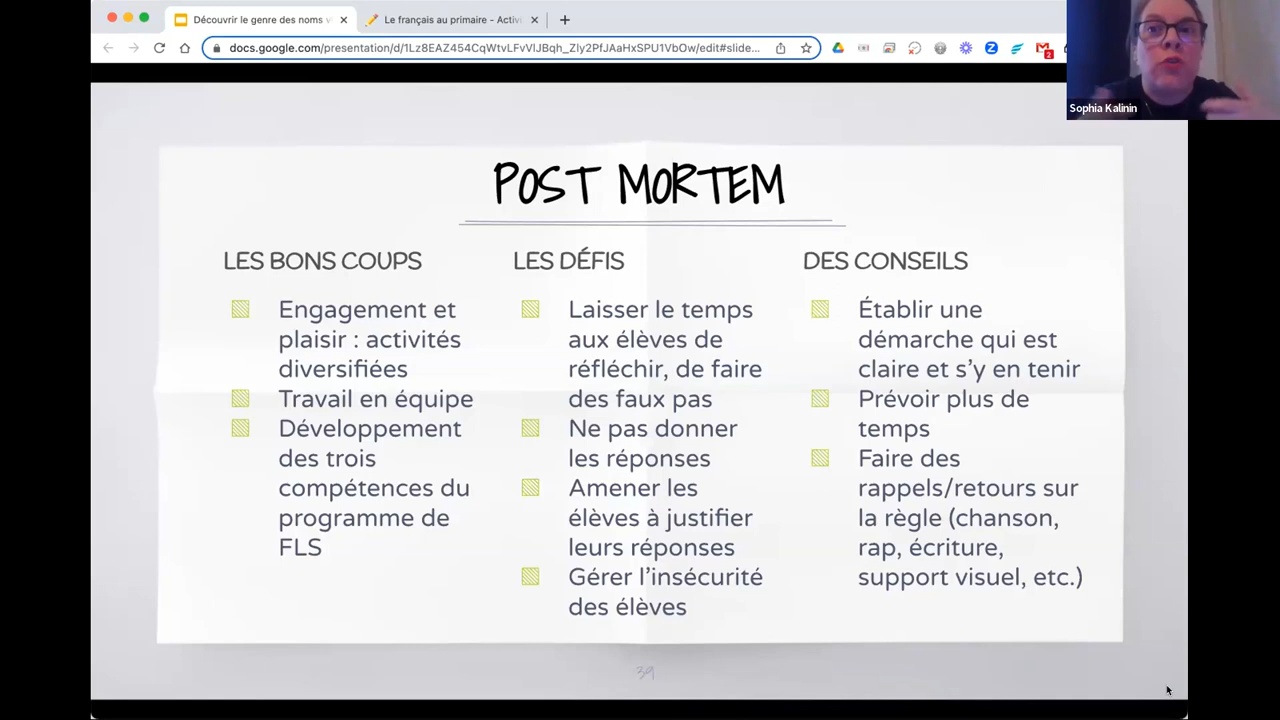 Découvrir le genre des noms v
Le français au primaire - Activi
docs.google.com/presentation/d/1Lz8EAZ454CqWtvLFvVlJBqh_Zly2PfJAaHxSPU1VbOw/edit#slide...
2
Sophia Kalinin
POST MORTEM
LES BONS COUPS
Engagement et
plaisir : activités
diversifiées
Travail en équipe
Développement
des trois
compétences du
programme de
FLS
LES DÉFIS
Laisser le temps
aux élèves de
réfléchir, de faire
des faux pas
Ne pas donner
les réponses
Amener les
élèves à justifier
leurs réponses
Gérer l'insécurité
des élèves
DES CONSEILS
Établir une
démarche qui est
claire et s'y en tenir
Prévoir plus de
temps
Faire des
rappels/retours sur
la règle (chanson,
rap, écriture,
support visuel, etc.)
39